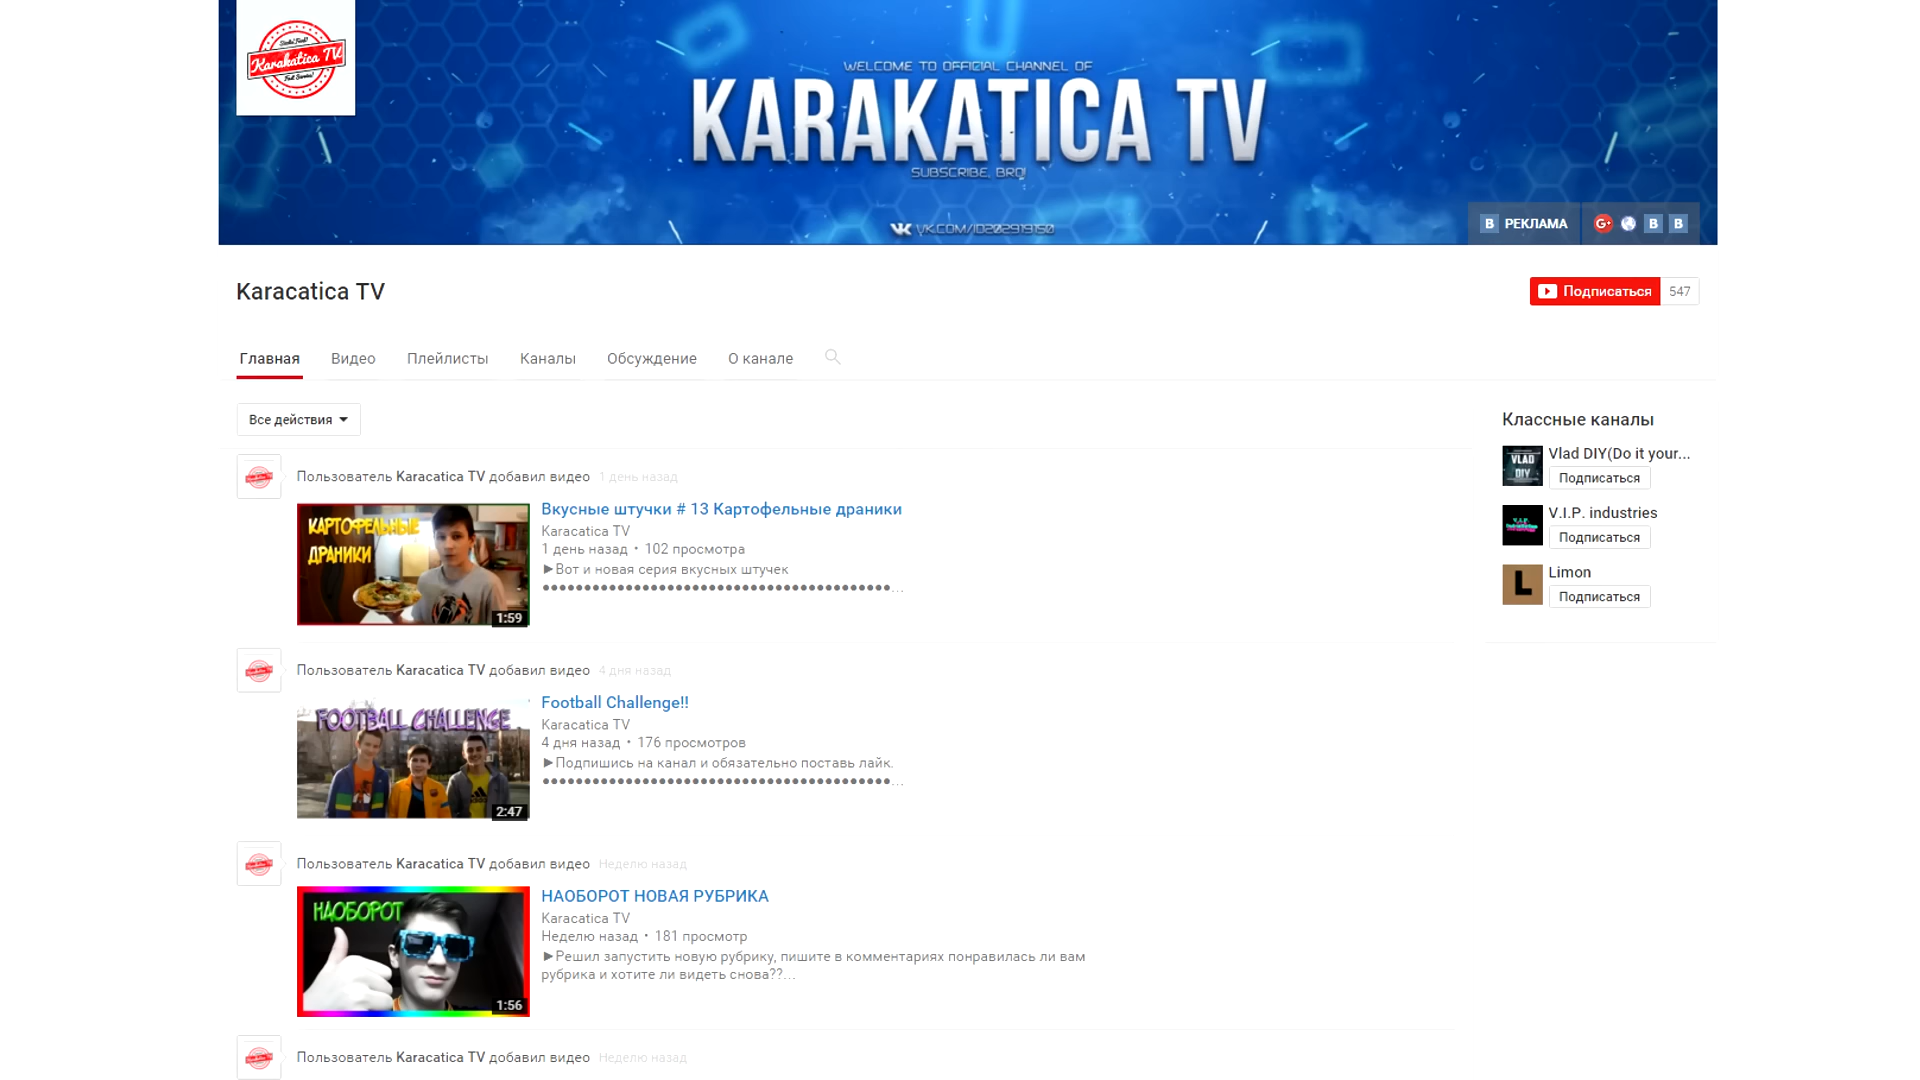 Karakatica TV
WELCOME TO OFFICIAL CHANNEL OF
KARAKATICA TV
SUBSCRIBE, BRO!
VK.COM/ID202919150
В РЕКЛАМА
G+ В В
Karacatica TV
Подписаться 547
Главная Видео Плейлисты Каналы Обсуждение О канале
Все действия
Пользователь Karacatica TV добавил видео 1 день назад
КАРТОФЕЛЬНЫЕ
ДРАНИКИ
1:59
Вкусные штучки # 13 Картофельные драники
Karacatica TV
1 день назад • 102 просмотра
►Вот и новая серия вкусных штучек
●●●●●●●●●●●●●●●●●●●●●●●●●●●●●●●●●●●●●●●●●...
Пользователь Karacatica TV добавил видео 4 дня назад
FOOTBALL CHALLENGE
2:47
Football Challenge!!
Karacatica TV
4 дня назад • 176 просмотров
►Подпишись на канал и обязательно поставь лайк.
●●●●●●●●●●●●●●●●●●●●●●●●●●●●●●●●●●●●●●●●●...
Пользователь Karacatica TV добавил видео Неделю назад
НАОБОРОТ
1:56
НАОБОРОТ НОВАЯ РУБРИКА
Karacatica TV
Неделю назад • 181 просмотр
►Решил запустить новую рубрику, пишите в комментариях понравилась ли вам
рубрика и хотите ли видеть снова??...
Пользователь Karacatica TV добавил видео Неделю назад
Классные каналы
VLAD
DIY
Vlad DIY(Do it your...
Подписаться
V.I.P. industries
Подписаться
L
Limon
Подписаться